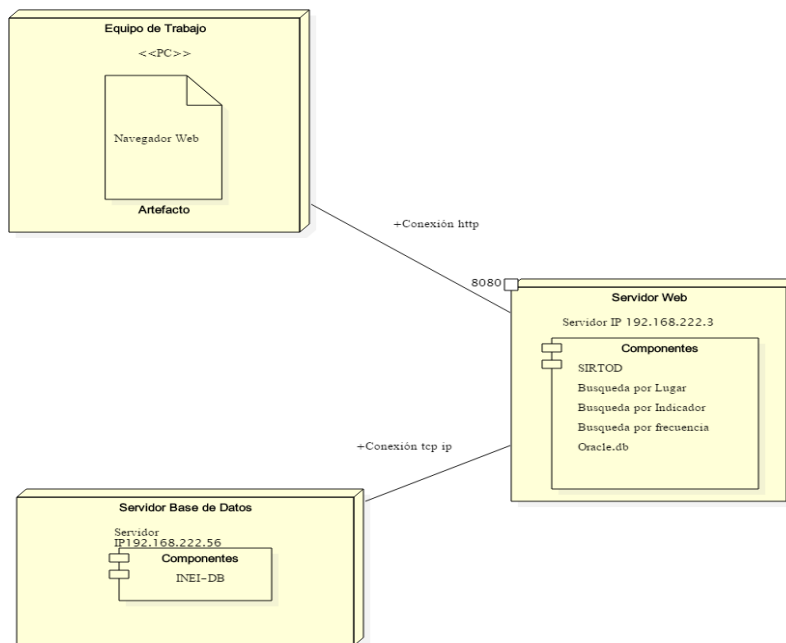 Equipo de Trabajo
<<PC>>
Navegador Web
Artefacto
+Conexión http
8080
Servidor Web
Servidor IP 192.168.222.3
Componentes
SIRTOD
Busqueda por Lugar
Busqueda por Indicador
Busqueda por frecuencia
Oracle.db
+Conexión tcp ip
Servidor Base de Datos
Servidor
IP192.168.222.56
Componentes
INEI-DB